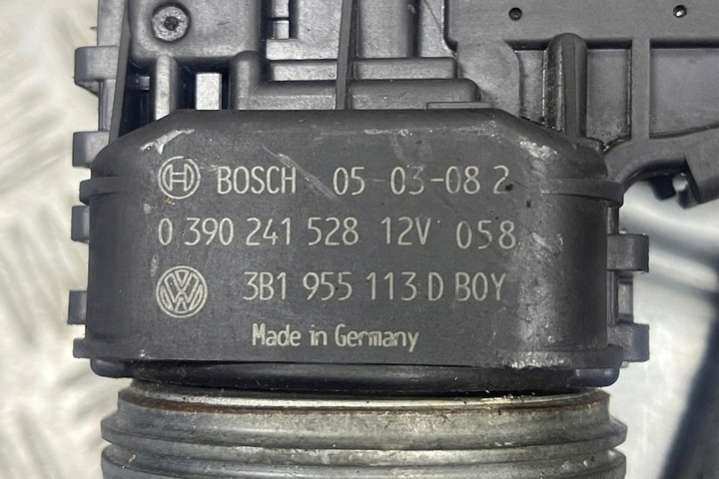 BOSCH 05-03-08 2
0 390 241 528 12V 058
3B1 955 113 D BOY
Made in Germany